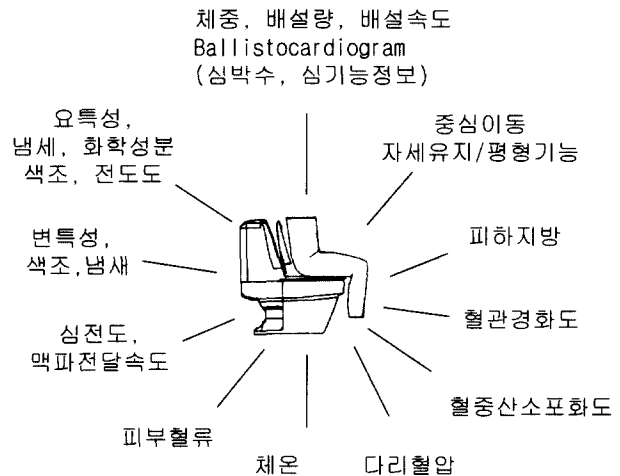 체중, 배설량, 배설속도
Ballistocardiogram
(심박수, 심기능정보)
요특성,
냄세, 화학성분
색조, 전도도
중심이동
자세유지/평형기능
변특성,
색조,냄새
피하지방
혈관경화도
심전도,
맥파전달속도
혈중산소포화도
피부혈류
체온
다리혈압